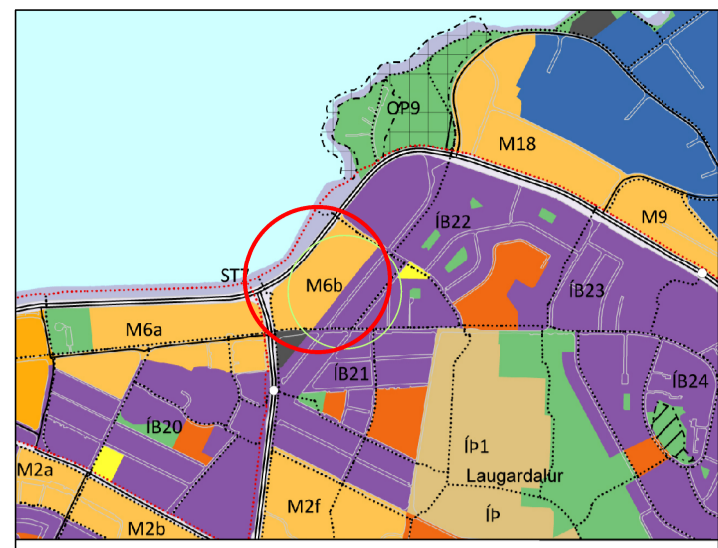 OP9
M18
M9
ÍB22
ST7
M6b
ÍB23
M6a
ÍB21
ÍB24
ÍB20
ÍÞ1
M2a
Laugardalur
M2f
ÍÞ
M2b